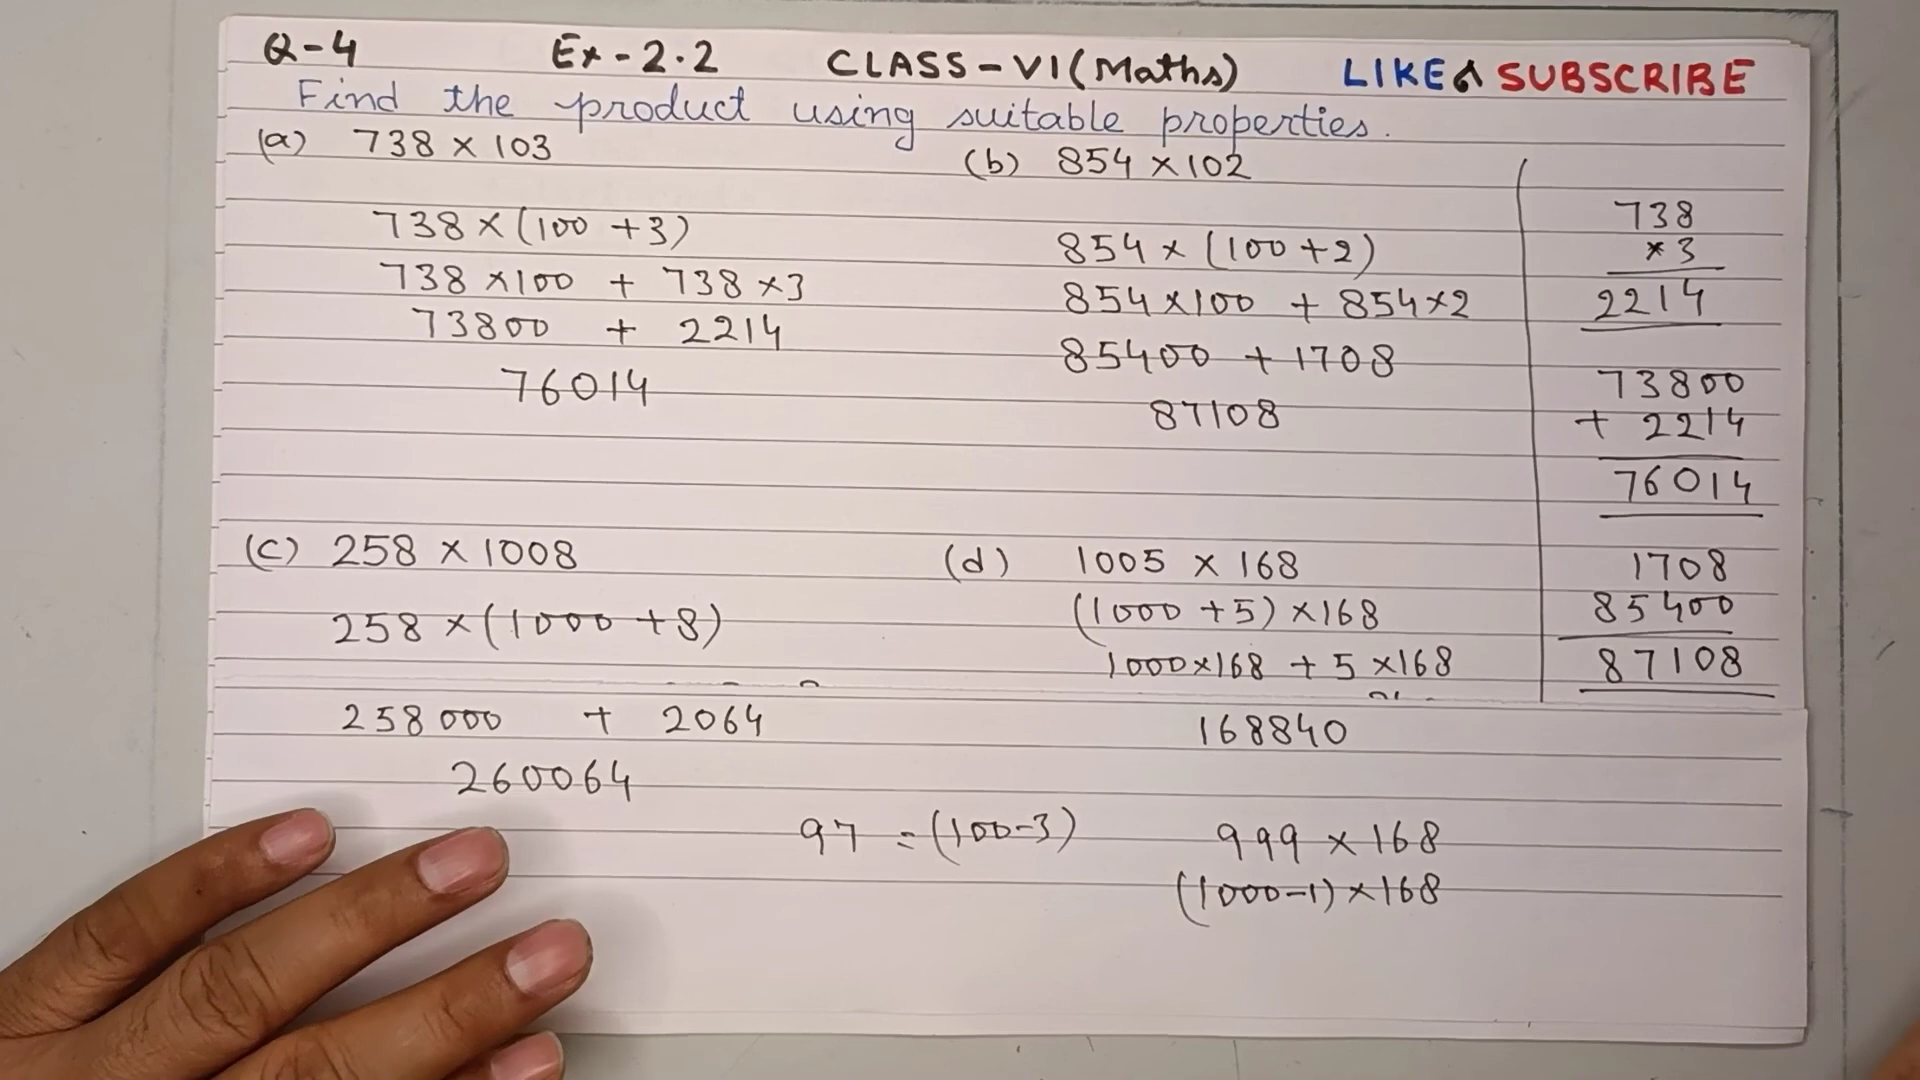 Q-4 Ex-2.2 CLASS-VI (Maths) LIKE & SUBSCRIBE
Find the product using suitable properties.
(a) 738 × 103
738 × (100 + 3)
738 × 100 + 738 × 3
73800 + 2214
76014
(b) 854 × 102
854 × (100 + 2)
854 × 100 + 854 × 2
85400 + 1708
87108
738
× 3
2214
73800
+ 2214
76014
1708
85400
87108
(c) 258 × 1008
258 × (1000 + 8)
258000 + 2064
260064
(d) 1005 × 168
(1000 + 5) × 168
1000 × 168 + 5 × 168
168840
97 = (100-3)
999 × 168
(1000-1) × 168